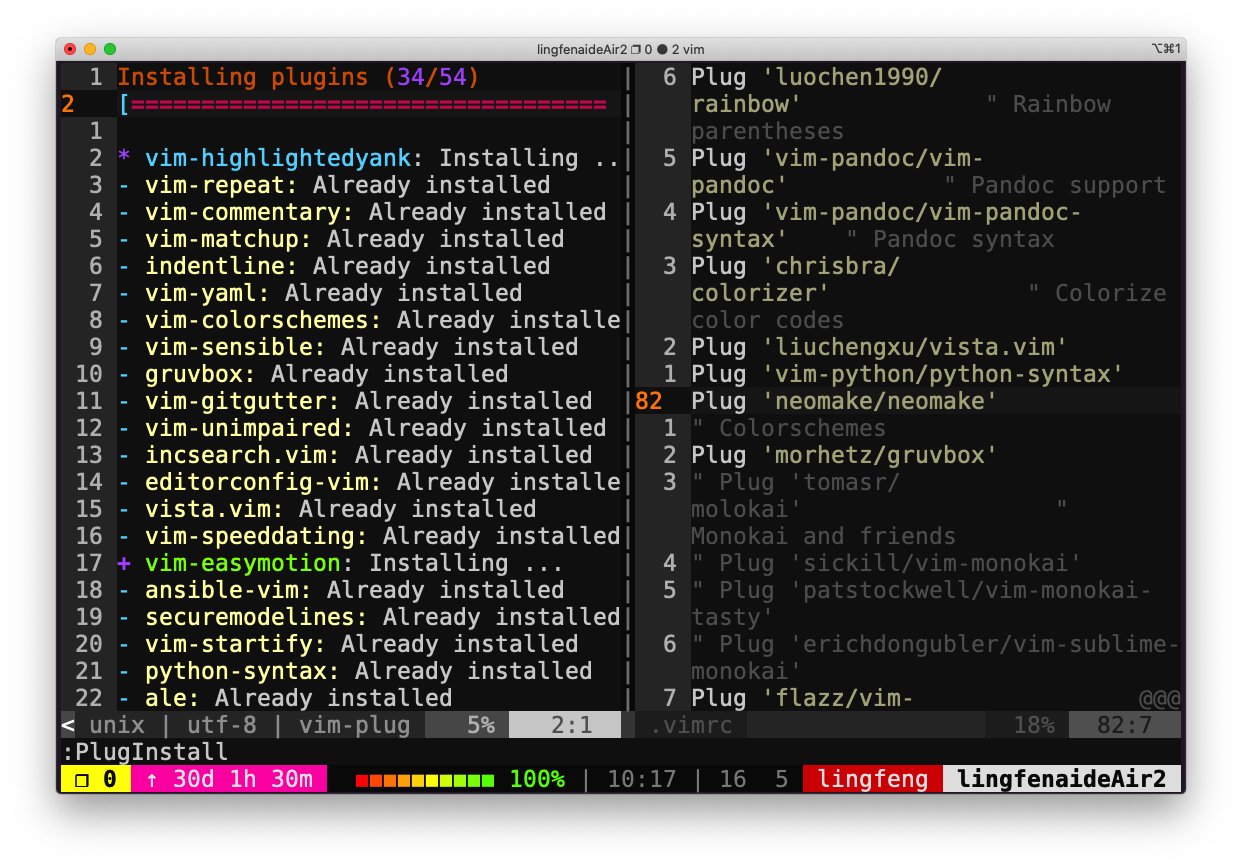 lingfenaideAir2 ❐ 0 ● 2 vim
⌥⌘1
1 Installing plugins (34/54)
2 [==================================
1
2 * vim-highlightedyank: Installing ..
3 - vim-repeat: Already installed
4 - vim-commentary: Already installed
5 - vim-matchup: Already installed
6 - indentline: Already installed
7 - vim-yaml: Already installed
8 - vim-colorschemes: Already installe
9 - vim-sensible: Already installed
10 - gruvbox: Already installed
11 - vim-gitgutter: Already installed
12 - vim-unimpaired: Already installed
13 - incsearch.vim: Already installed
14 - editorconfig-vim: Already installe
15 - vista.vim: Already installed
16 - vim-speeddating: Already installed
17 + vim-easymotion: Installing ...
18 - ansible-vim: Already installed
19 - securemodelines: Already installed
20 - vim-startify: Already installed
21 - python-syntax: Already installed
22 - ale: Already installed
< unix | utf-8 | vim-plug 5% 2:1
6 Plug 'luochen1990/
rainbow' " Rainbow
parentheses
5 Plug 'vim-pandoc/vim-
pandoc' " Pandoc support
4 Plug 'vim-pandoc/vim-pandoc-
syntax' " Pandoc syntax
3 Plug 'chrisbra/
colorizer' " Colorize
color codes
2 Plug 'liuchengxu/vista.vim'
1 Plug 'vim-python/python-syntax'
82 Plug 'neomake/neomake'
1 " Colorschemes
2 Plug 'morhetz/gruvbox'
3 " Plug 'tomasr/
molokai' "
Monokai and friends
4 " Plug 'sickill/vim-monokai'
5 " Plug 'patstockwell/vim-monokai-
tasty'
6 " Plug 'erichdongubler/vim-sublime-
monokai'
7 Plug 'flazz/vim- @@@
.vimrc 18% 82:7
:PlugInstall
❐ 0 ↑ 30d 1h 30m 100% | 10:17 | 16 5 lingfeng lingfenaideAir2